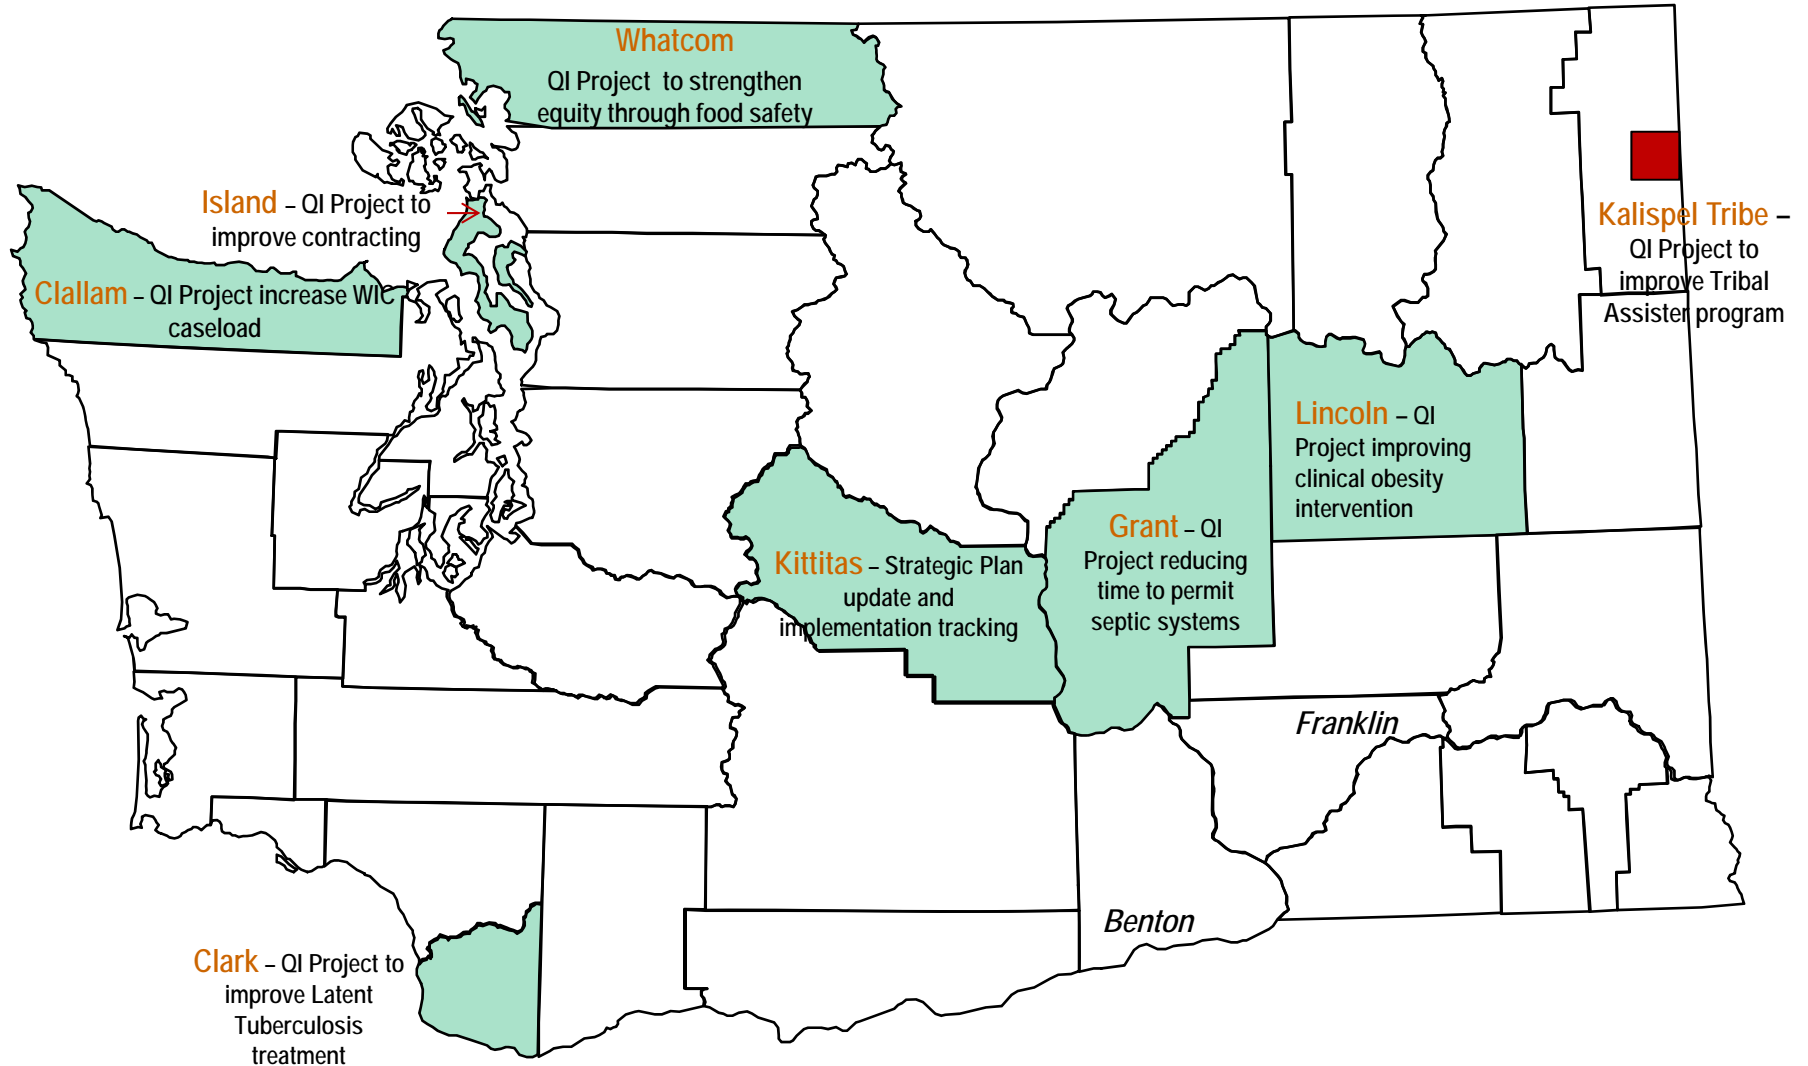 Whatcom
QI Project to strengthen
equity through food safety
Island – QI Project to
improve contracting
Clallam – QI Project increase WIC
caseload
Kalispel Tribe –
QI Project to
improve Tribal
Assister program
Lincoln – QI
Project improving
clinical obesity
intervention
Grant – QI
Project reducing
time to permit
septic systems
Kittitas – Strategic Plan
update and
implementation tracking
Franklin
Benton
Clark – QI Project to
improve Latent
Tuberculosis
treatment